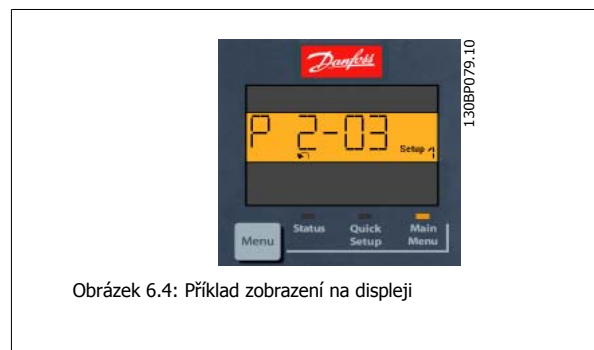 Danfoss
130BP079.10
P 2-03
Setup 1
Status
Quick Setup
Main Menu
Menu
Obrázek 6.4: Příklad zobrazení na displeji